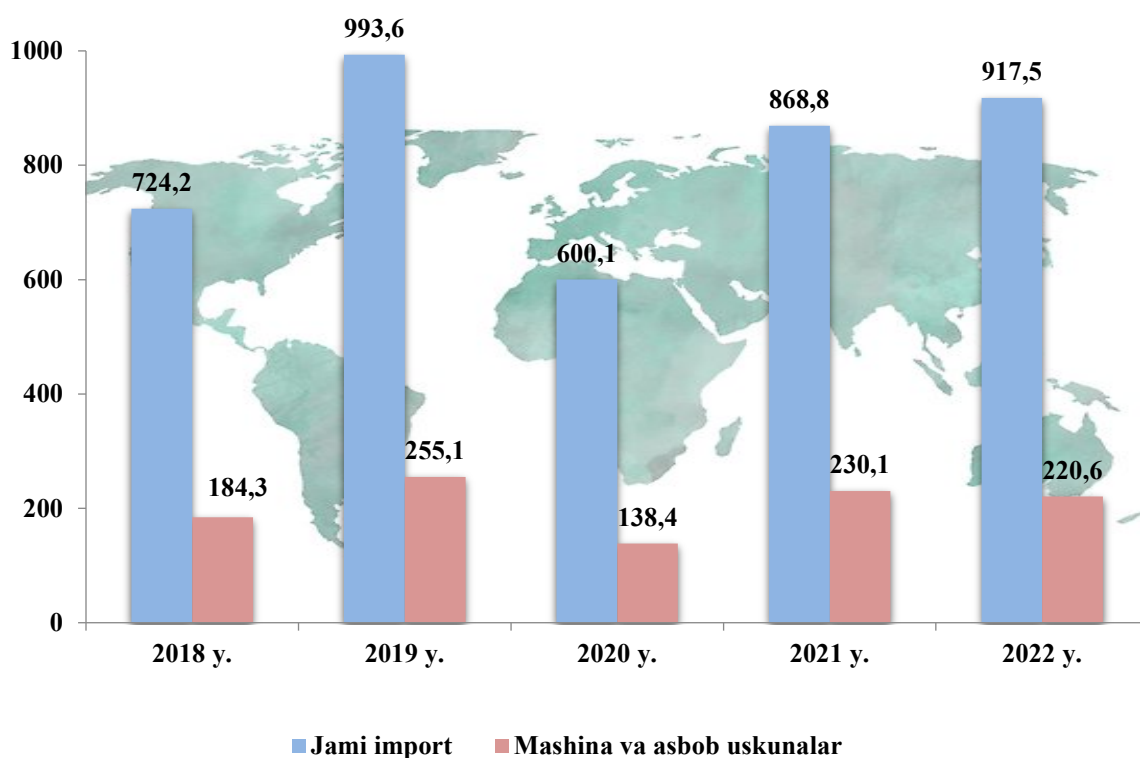 993,6
1000
917,5
868,8
800
724,2
600,1
600
400
255,1
230,1
220,6
184,3
200
138,4
0
2018 y.
2019 y.
2020 y.
2021 y.
2022 y.
Jami import
Mashina va asbob uskunalar